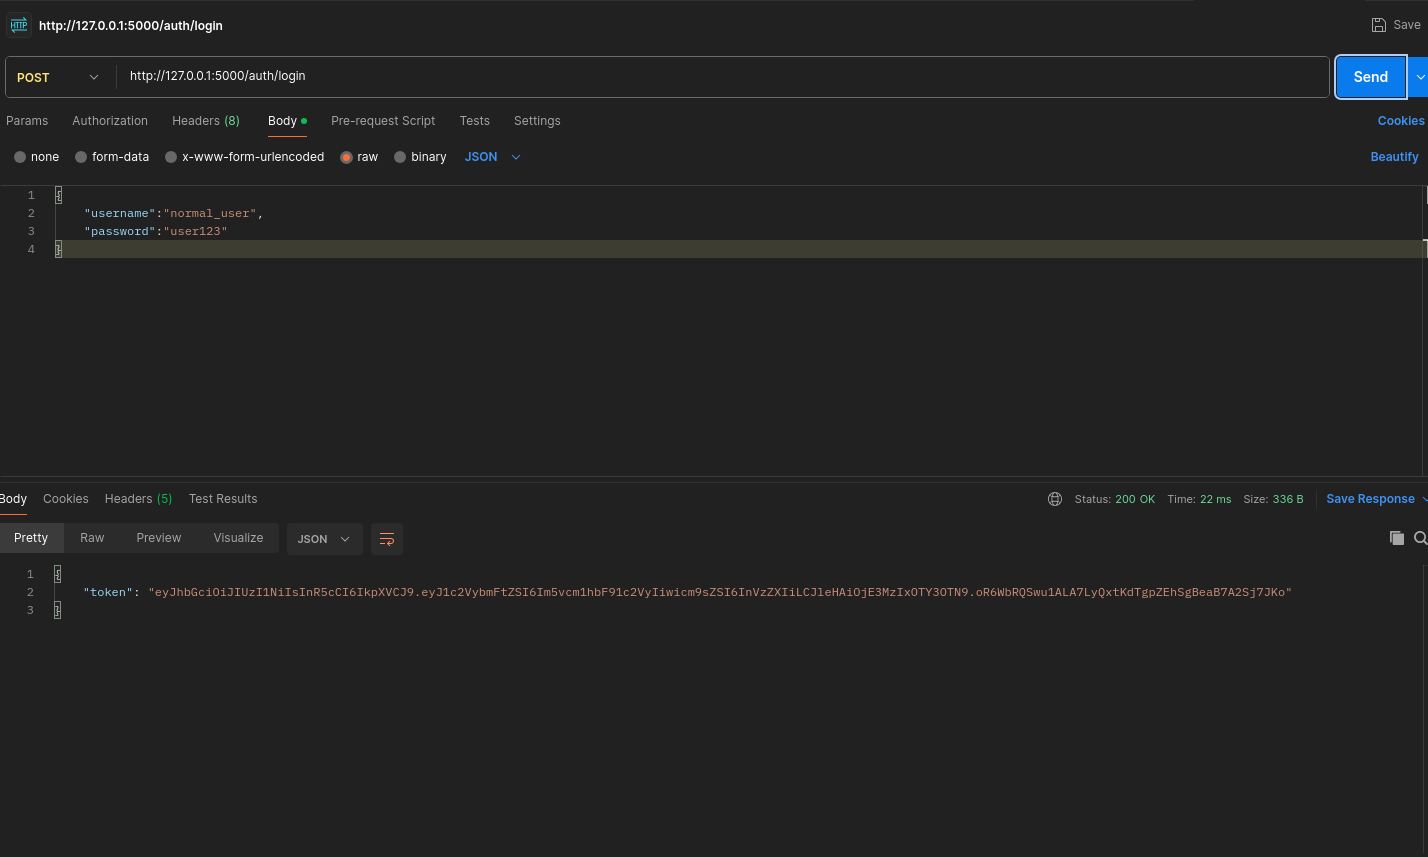 HTTP http://127.0.0.1:5000/auth/login Save
POST http://127.0.0.1:5000/auth/login Send
Params Authorization Headers (8) Body Pre-request Script Tests Settings Cookies
none form-data x-www-form-urlencoded raw binary JSON Beautify
1 {
2 "username":"normal_user",
3 "password":"user123"
4 }
Body Cookies Headers (5) Test Results Status: 200 OK Time: 22 ms Size: 336 B Save Response
Pretty Raw Preview Visualize JSON
1 {
2 "token": "eyJhbGciOiJIUzI1NiIsInR5cCI6IkpXVCJ9.eyJ1c2VybmFtZSI6Im5vcm1hbF91c2VyIiwicm9sZSI6InVzZXIiLCJleHAiOjE3MzIxOTY3OTN9.oR6WbRQSwu1ALA7LyQxtKdTgpZEhSgBeaB7A2Sj7JKo"
3 }